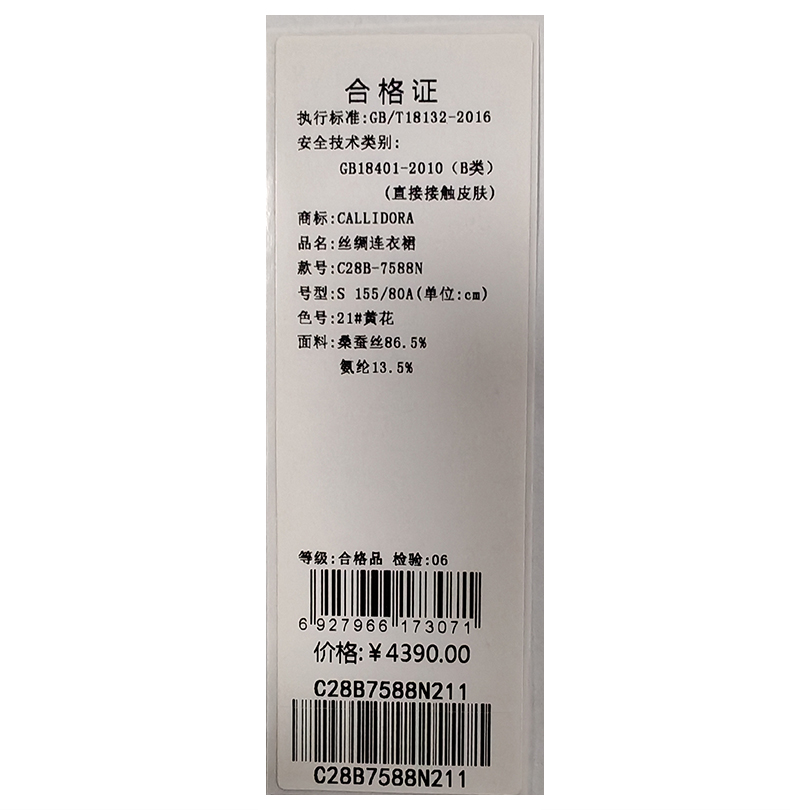 合格证
执行标准:GB/T18132-2016
安全技术类别:
GB18401-2010（B类）
(直接接触皮肤)
商标:CALLIDORA
品名:丝绸连衣裙
款号:C28B-7588N
号型:S 155/80A(单位:cm)
色号:21#黄花
面料:桑蚕丝86.5%
氨纶13.5%
等级:合格品 检验:06
6 927966 173071
价格:￥4390.00
C28B7588N211
C28B7588N211